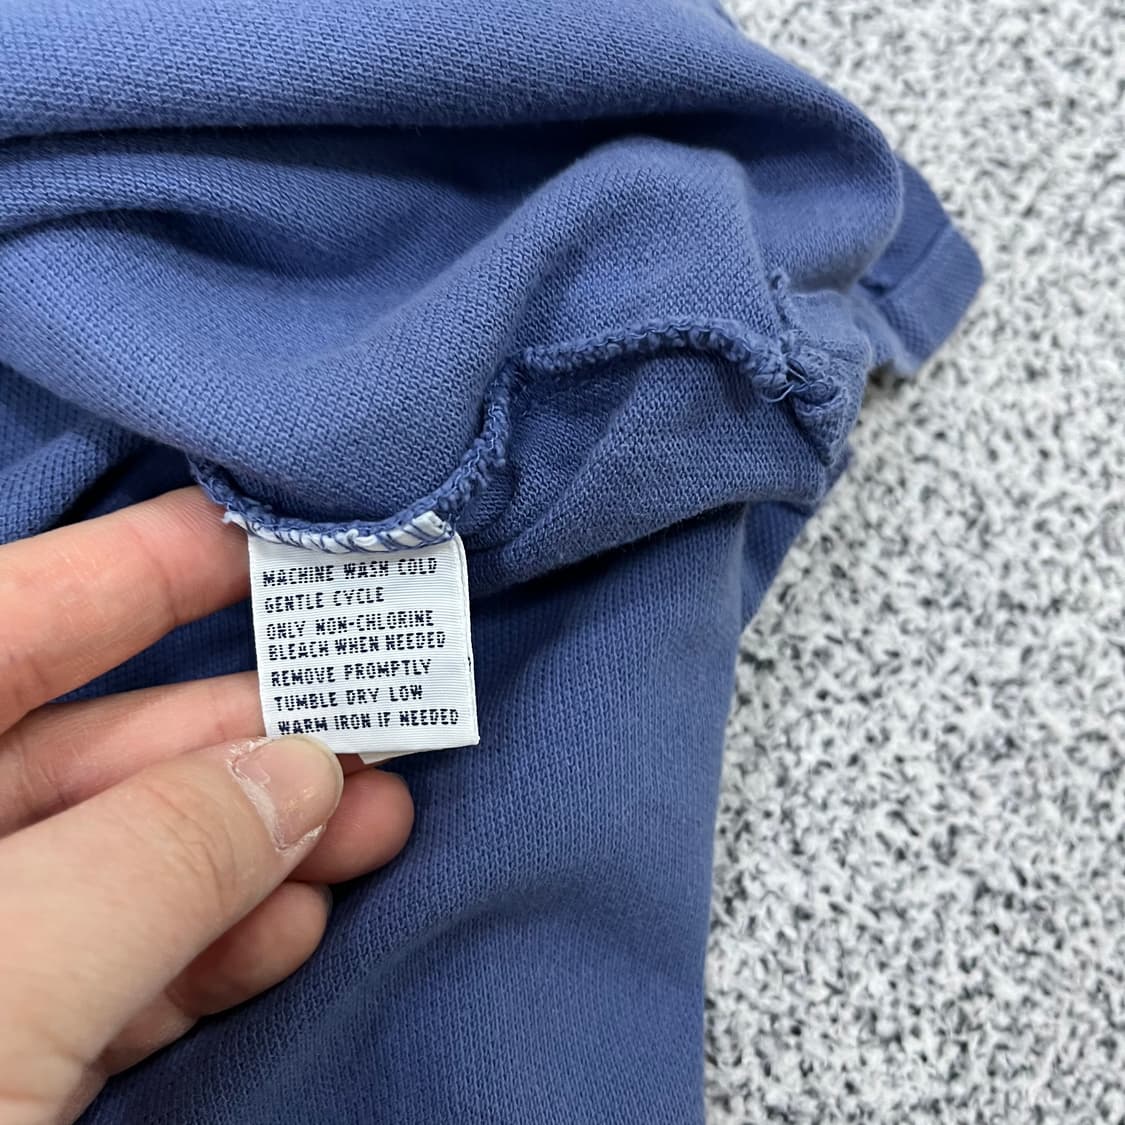 MACHINE WASH COLD
GENTLE CYCLE
ONLY NON-CHLORINE
BLEACH WHEN NEEDED
REMOVE PROMPTLY
TUMBLE DRY LOW
WARM IRON IF NEEDED